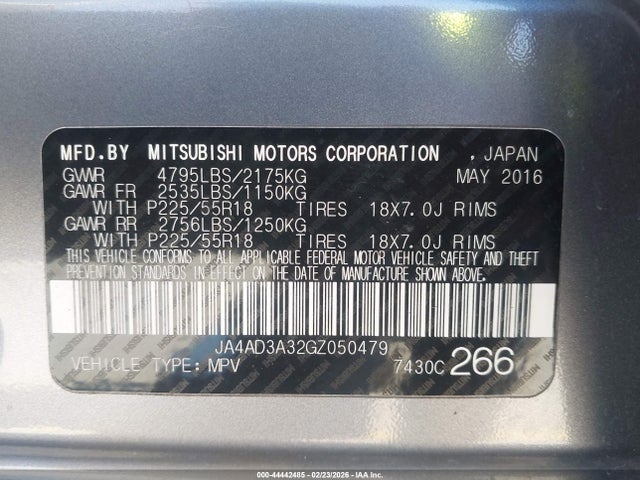 MFD.BY MITSUBISHI MOTORS CORPORATION , JAPAN
GVWR 4795LBS/2175KG MAY 2016
GAWR FR 2535LBS/1150KG
WITH P225/55R18 TIRES 18X7.0J RIMS
GAWR RR 2756LBS/1250KG
WITH P225/55R18 TIRES 18X7.0J RIMS
THIS VEHICLE CONFORMS TO ALL APPLICABLE FEDERAL MOTOR VEHICLE SAFETY AND THEFT
PREVENTION STANDARDS IN EFFECT ON THE DATE OF MANUFACTURE SHOWN ABOVE.
JA4AD3A32GZ050479
VEHICLE TYPE: MPV 7430C 266
000-44442485 - 02/23/2026 - IAA Inc.